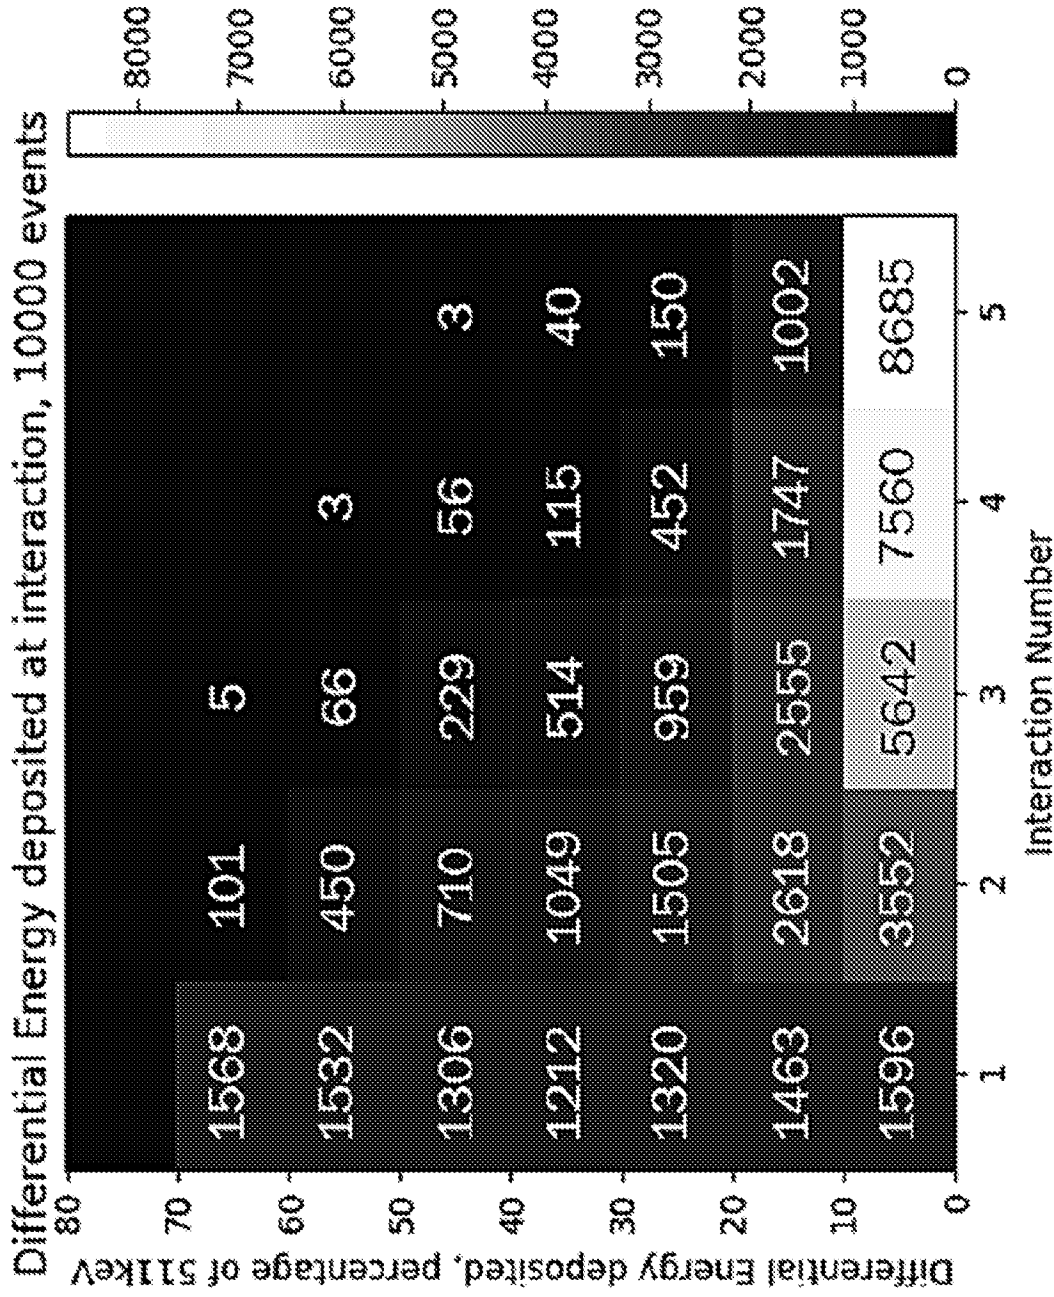 Differential Energy deposited at interaction, 10000 events
Differential Energy deposited, percentage of 511keV
80
70
60
50
40
30
20
10
0
1568 101 5
1532 450 66 3
1306 710 229 56 3
1212 1049 514 115 40
1320 1505 959 452 150
1463 2618 2555 1747 1002
1596 3552 5642 7560 8685
1 2 3 4 5
Interaction Number
8000
7000
6000
5000
4000
3000
2000
1000
0